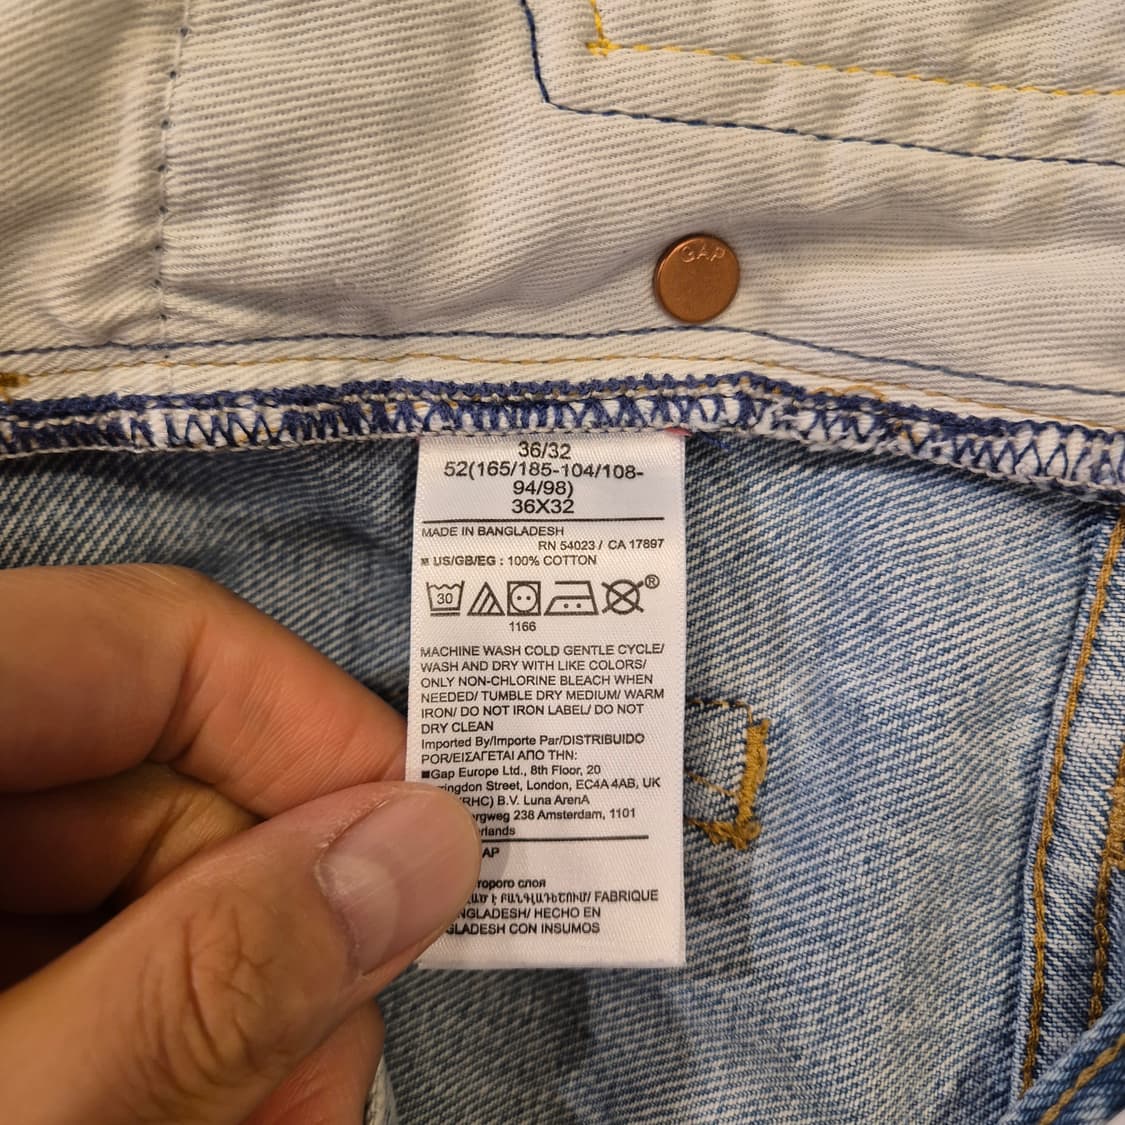 GAP
36/32
52(165/185-104/108-
94/98)
36X32
MADE IN BANGLADESH
RN 54023 / CA 17897
US/GB/EG : 100% COTTON
30
®
1166
MACHINE WASH COLD GENTLE CYCLE/
WASH AND DRY WITH LIKE COLORS/
ONLY NON-CHLORINE BLEACH WHEN
NEEDED/ TUMBLE DRY MEDIUM/ WARM
IRON/ DO NOT IRON LABEL/ DO NOT
DRY CLEAN
Imported By/Importe Par/DISTRIBUIDO
POR/ΕΙΣΑΓΕΤΑΙ ΑΠΟ ΤΗΝ:
■Gap Europe Ltd., 8th Floor, 20
Street, London, EC4A 4AB, UK
B.V. Luna ArenA
238 Amsterdam, 1101
слоя
է ԲԱՆԳԼԱԴԵՇՈՒՄ/ FABRIQUE
HECHO EN
CON INSUMOS